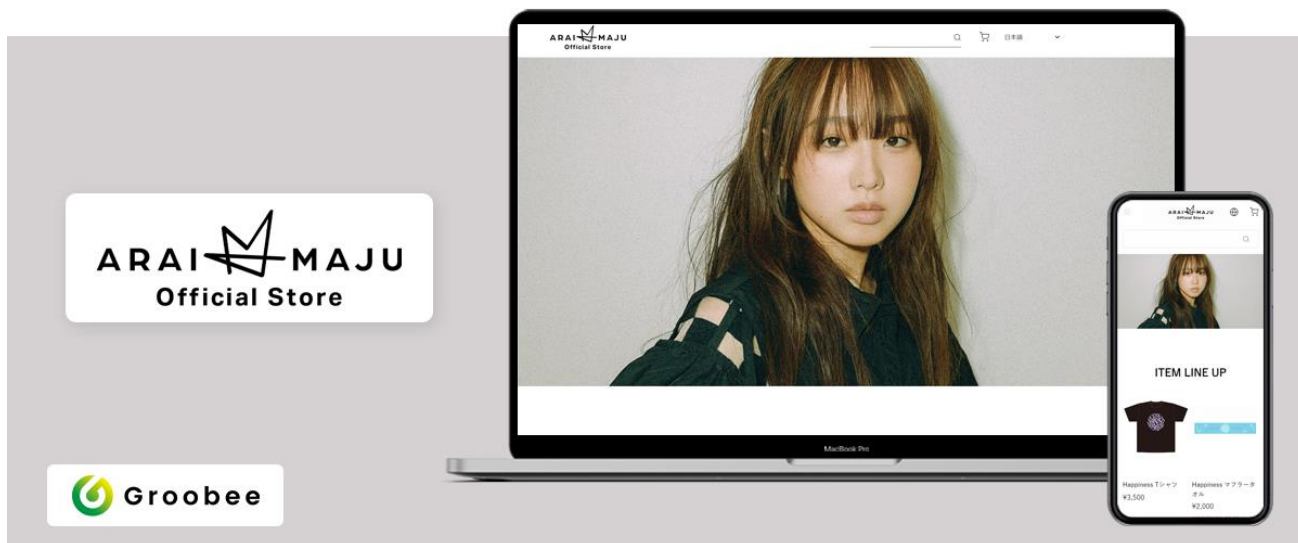 ARAI MAJU
Official Store
Groobee
ARAI MAJU
Official Store
日本語
MacBook Pro
ARAI MAJU
Official Store
ITEM LINE UP
Happiness Tシャツ
¥3,500
Happiness マフラータ
オル
¥2,000